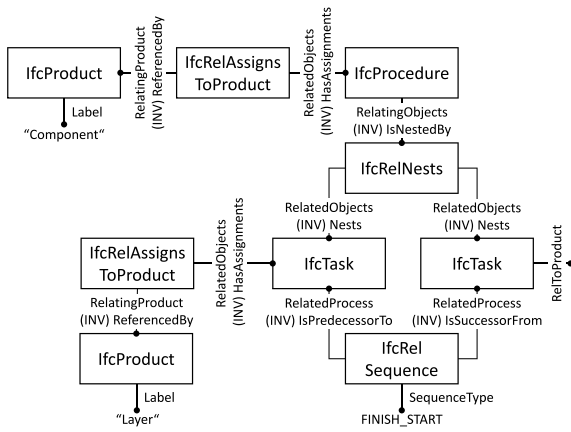 IfcProduct
RelatingProduct
(INV) ReferencedBy
IfcRelAssigns
ToProduct
RelatedObjects
(INV) HasAssignments
IfcProcedure
Label
“Component“
RelatingObjects
(INV) IsNestedBy
IfcRelNests
RelatedObjects
(INV) Nests
RelatedObjects
(INV) Nests
IfcRelAssigns
ToProduct
RelatedObjects
(INV) HasAssignments
IfcTask
IfcTask
RelToProduct
RelatingProduct
(INV) ReferencedBy
RelatedProcess
(INV) IsPredecessorTo
RelatedProcess
(INV) IsSuccessorFrom
IfcProduct
IfcRel
Sequence
Label
“Layer“
SequenceType
FINISH_START